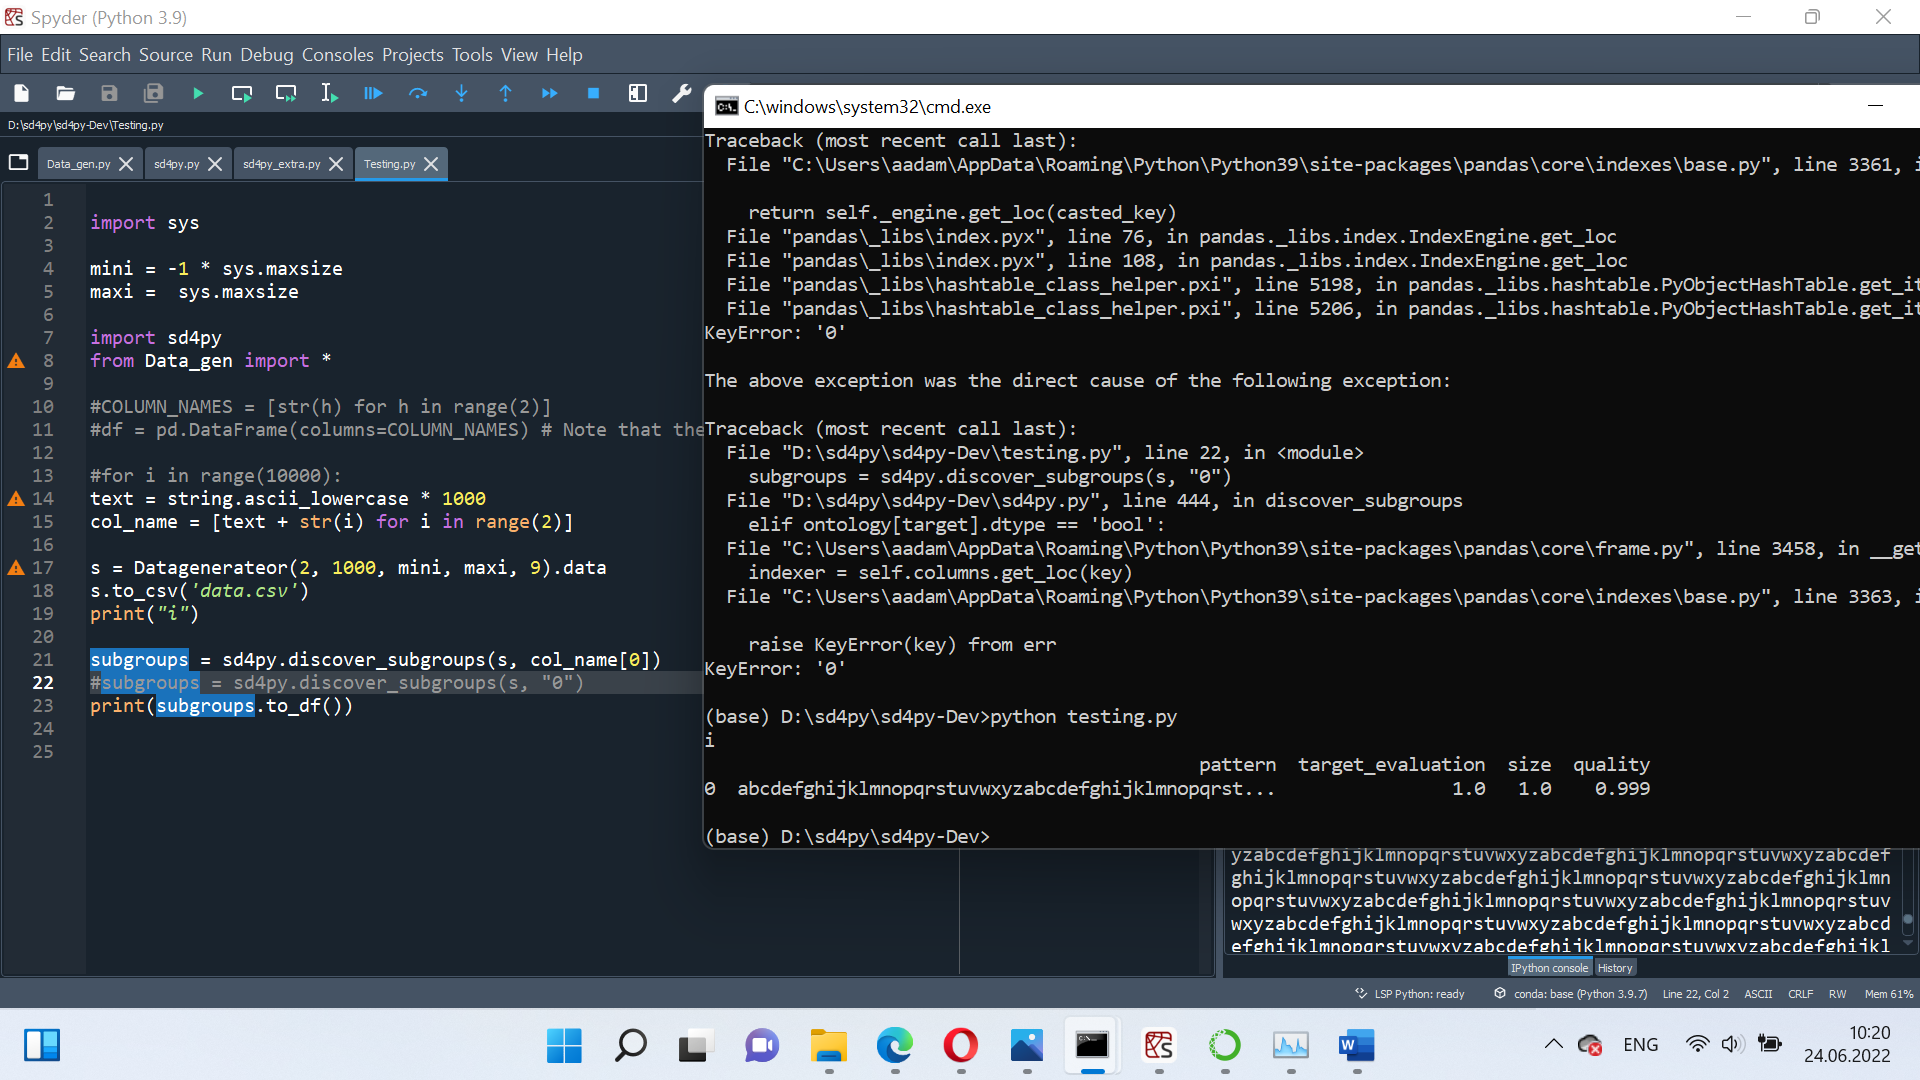 Spyder (Python 3.9)
File Edit Search Source Run Debug Consoles Projects Tools View Help
D:\sd4py\sd4py-Dev\Testing.py
Data_gen.py
sd4py.py
sd4py_extra.py
Testing.py
1
2 import sys
3
4 mini = -1 * sys.maxsize
5 maxi =  sys.maxsize
6
7 import sd4py
8 from Data_gen import *
9
10 #COLUMN_NAMES = [str(h) for h in range(2)]
11 #df = pd.DataFrame(columns=COLUMN_NAMES) # Note that the
12
13 #for i in range(10000):
14 text = string.ascii_lowercase * 1000
15 col_name = [text + str(i) for i in range(2)]
16
17 s = Datagenerateor(2, 1000, mini, maxi, 9).data
18 s.to_csv('data.csv')
19 print("i")
20
21 subgroups = sd4py.discover_subgroups(s, col_name[0])
22 #subgroups = sd4py.discover_subgroups(s, "0")
23 print(subgroups.to_df())
24
25
C:\windows\system32\cmd.exe
Traceback (most recent call last):
File "C:\Users\aadam\AppData\Roaming\Python\Python39\site-packages\pandas\core\indexes\base.py", line 3361, i
return self._engine.get_loc(casted_key)
File "pandas\_libs\index.pyx", line 76, in pandas._libs.index.IndexEngine.get_loc
File "pandas\_libs\index.pyx", line 108, in pandas._libs.index.IndexEngine.get_loc
File "pandas\_libs\hashtable_class_helper.pxi", line 5198, in pandas._libs.hashtable.PyObjectHashTable.get_it
File "pandas\_libs\hashtable_class_helper.pxi", line 5206, in pandas._libs.hashtable.PyObjectHashTable.get_it
KeyError: '0'
The above exception was the direct cause of the following exception:
Traceback (most recent call last):
File "D:\sd4py\sd4py-Dev\testing.py", line 22, in <module>
subgroups = sd4py.discover_subgroups(s, "0")
File "D:\sd4py\sd4py-Dev\sd4py.py", line 444, in discover_subgroups
elif ontology[target].dtype == 'bool':
File "C:\Users\aadam\AppData\Roaming\Python\Python39\site-packages\pandas\core\frame.py", line 3458, in __get
indexer = self.columns.get_loc(key)
File "C:\Users\aadam\AppData\Roaming\Python\Python39\site-packages\pandas\core\indexes\base.py", line 3363, i
raise KeyError(key) from err
KeyError: '0'
(base) D:\sd4py\sd4py-Dev>python testing.py
i
pattern target_evaluation size quality
0 abcdefghijklmnopqrstuvwxyzabcdefghijklmnopqrst... 1.0 1.0 0.999
(base) D:\sd4py\sd4py-Dev>
yzabcdefghijklmnopqrstuvwxyzabcdefghijklmnopqrstuvwxyzabcdef
ghijklmnopqrstuvwxyzabcdefghijklmnopqrstuvwxyzabcdefghijklmn
opqrstuvwxyzabcdefghijklmnopqrstuvwxyzabcdefghijklmnopqrstuv
wxyzabcdefghijklmnopqrstuvwxyzabcdefghijklmnopqrstuvwxyzabcd
efghijklmnopqrstuvwxyzabcdefghijklmnopqrstuvwxyzabcdefghijkl
IPython console History
LSP Python: ready conda: base (Python 3.9.7) Line 22, Col 2 ASCII CRLF RW Mem 61%
ENG
10:20
24.06.2022